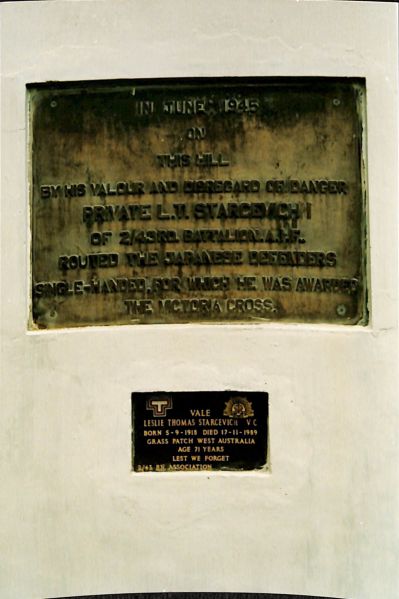 IN JUNE 1945
ON
THIS HILL
BY HIS VALOUR AND DISREGARD OF DANGER
PRIVATE L.T. STARCEVICH
OF 2/43RD. BATTALION. A.I.F.
ROUTED THE JAPANESE DEFENDERS
SINGLE-HANDED, FOR WHICH HE WAS AWARDED
THE VICTORIA CROSS.
T
VALE
LESLIE THOMAS STARCEVICH V C
BORN 5-9-1918 DIED 17-11-1989
GRASS PATCH WEST AUSTRALIA
AGE 71 YEARS
LEST WE FORGET
2/43 BN ASSOCIATION